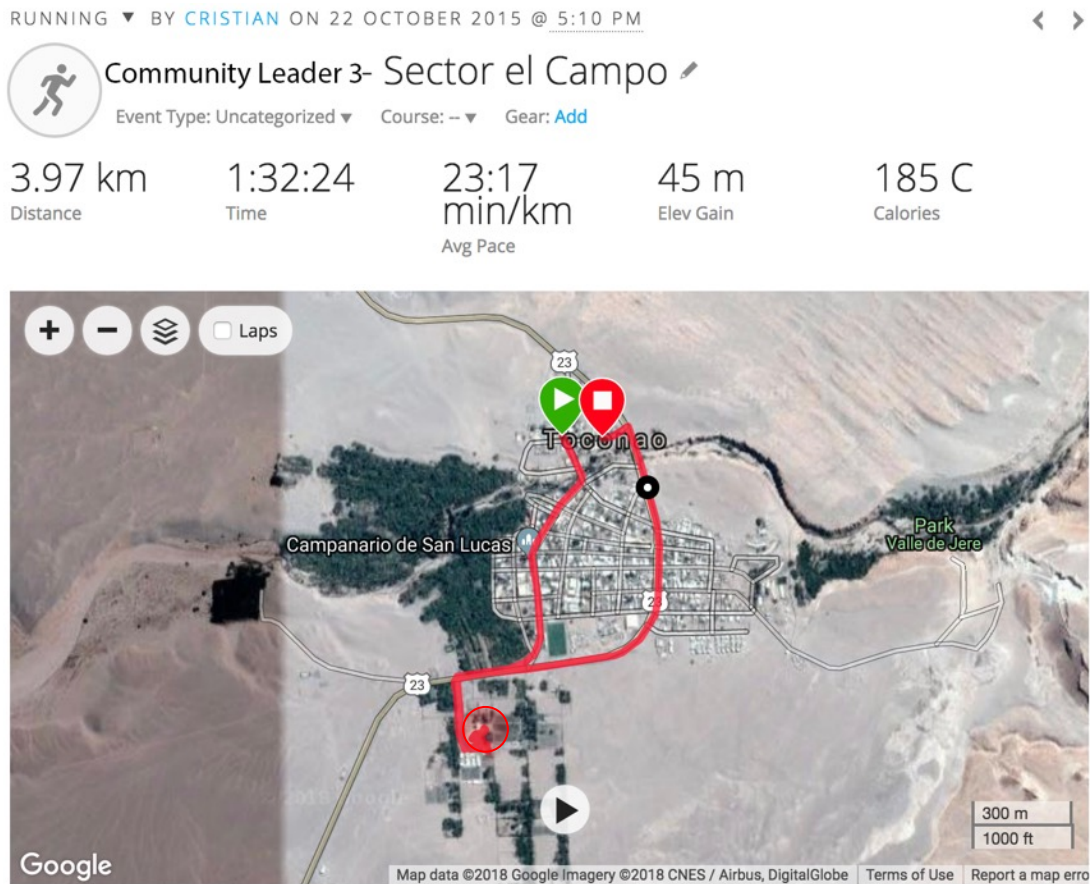 RUNNING ▼ BY CRISTIAN ON 22 OCTOBER 2015 @ 5:10 PM
Community Leader 3- Sector el Campo
Event Type: Uncategorized ▼ Course: -- ▼ Gear: Add
3.97 km 1:32:24 23:17 45 m 185 C
min/km
Distance Time Elev Gain Calories
Avg Pace
+ − Laps
23
Toconao
Park
Valle de Jere
Campanario de San Lucas
23
23
300 m
1000 ft
Google
Map data ©2018 Google Imagery ©2018 CNES / Airbus, DigitalGlobe Terms of Use Report a map erro